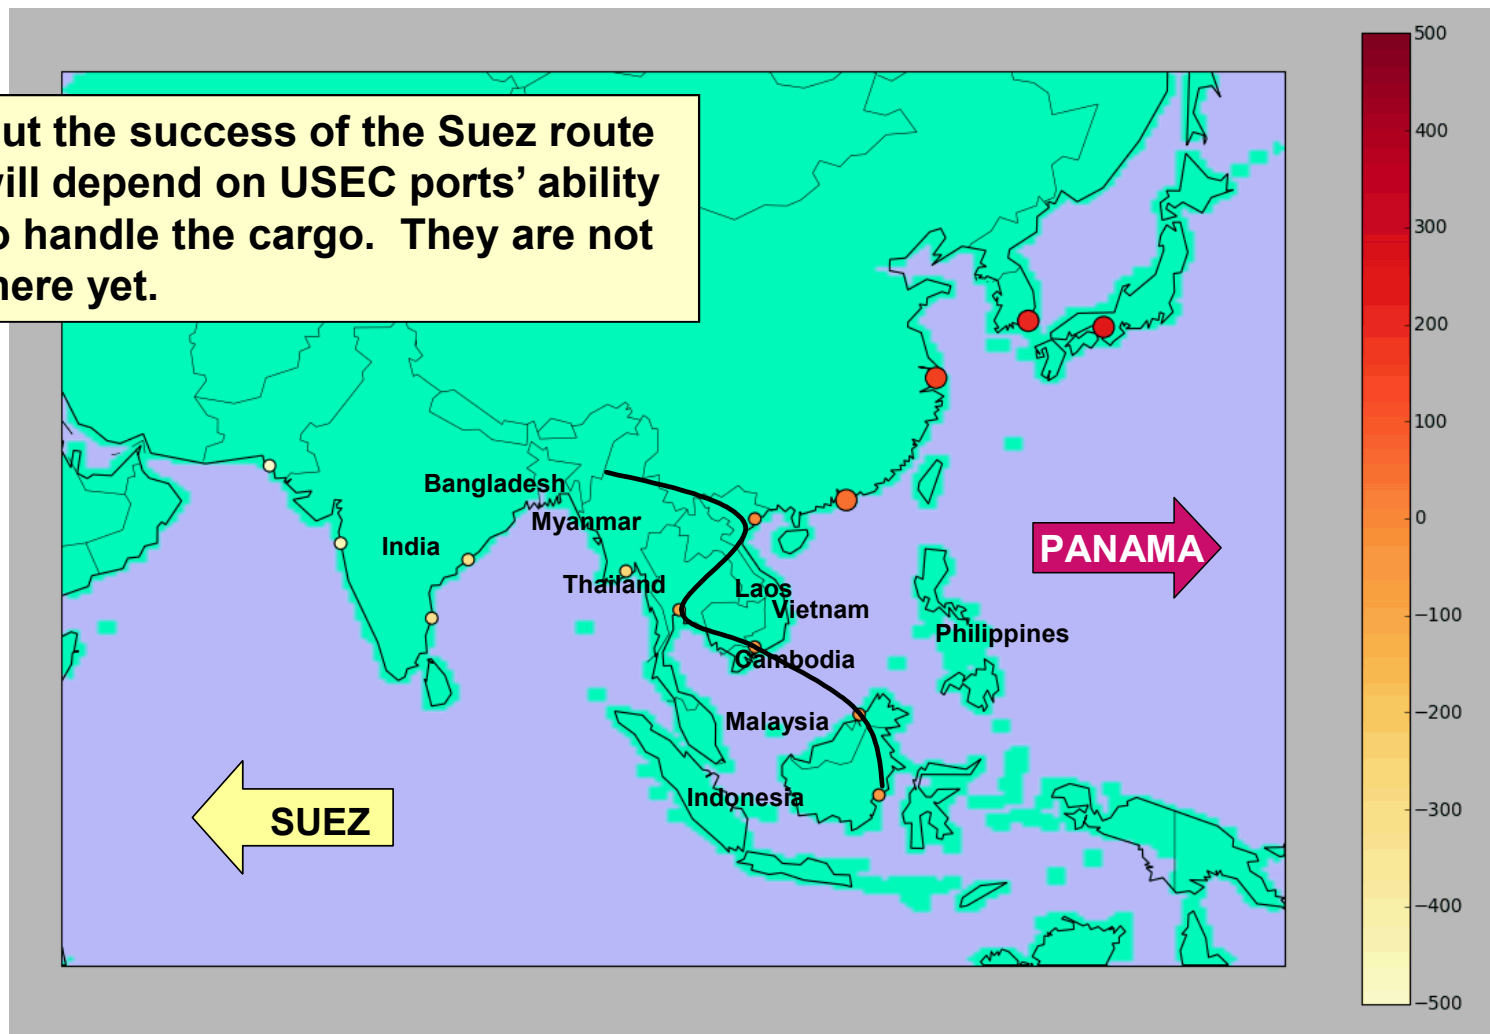 ut the success of the Suez route
will depend on USEC ports' ability
o handle the cargo. They are not
here yet.
Bangladesh
Myanmar
India
Thailand
Laos
Vietnam
Cambodia
Philippines
Malaysia
Indonesia
PANAMA
SUEZ
500
400
300
200
100
0
−100
−200
−300
−400
−500